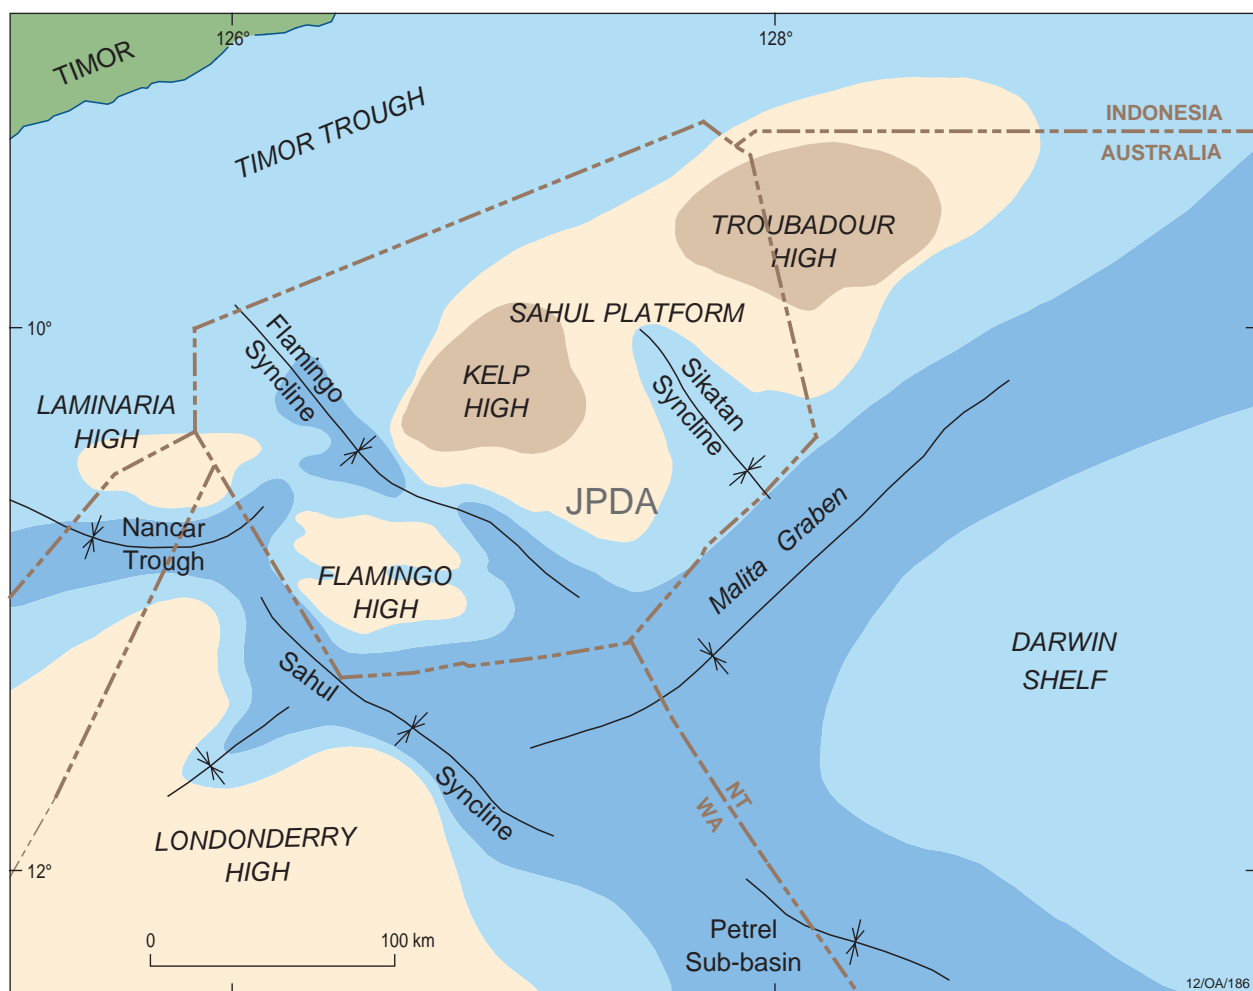 126°
128°
TIMOR
TIMOR TROUGH
INDONESIA
AUSTRALIA
TROUBADOUR
HIGH
SAHUL PLATFORM
10°
Flamingo
Syncline
KELP
HIGH
Sikatan
Syncline
LAMINARIA
HIGH
JPDA
Nancar
Trough
Malita Graben
FLAMINGO
HIGH
DARWIN
SHELF
Sahul
Syncline
NT
WA
LONDONDERRY
HIGH
12°
0
100 km
Petrel
Sub-basin
12/OA/186